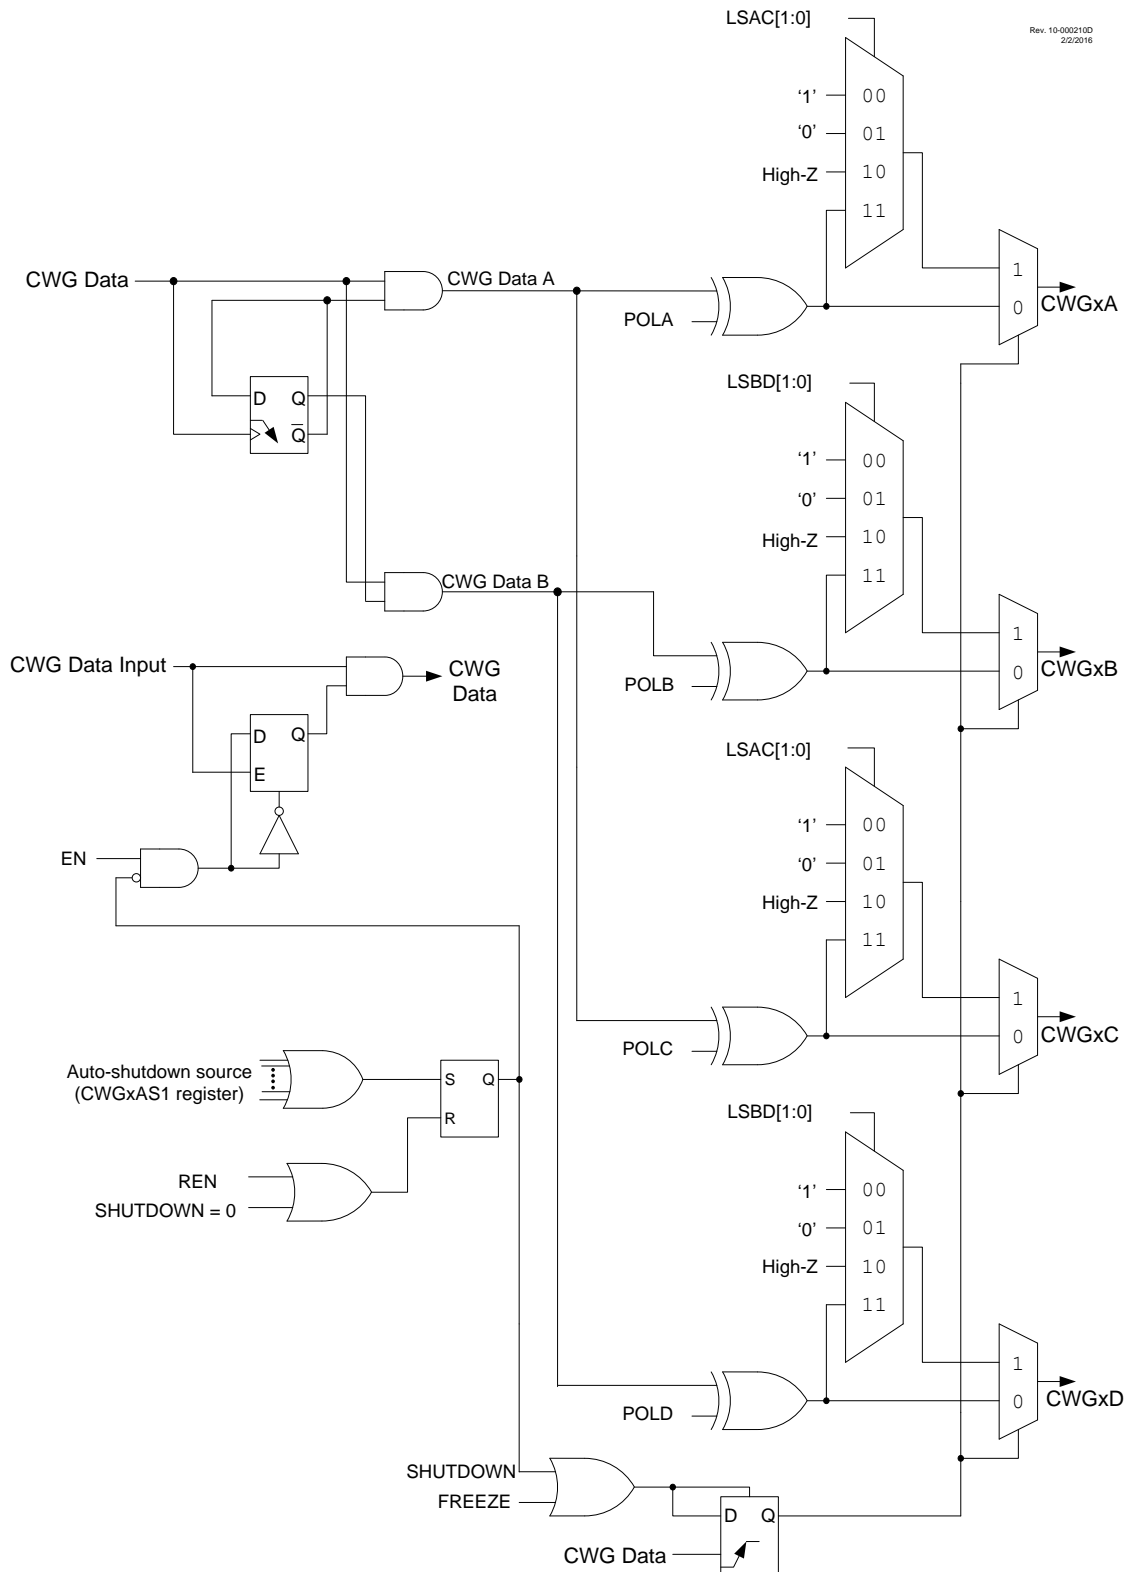 LSAC[1:0]
Rev. 10-000210D
2/2/2016
‘1’
00
‘0’
01
High-Z
10
11
CWG Data
CWG Data A
1
POLA
0
CWGxA
D
Q
Q
LSBD[1:0]
‘1’
00
‘0’
01
High-Z
10
11
CWG Data B
1
CWG Data Input
CWG
Data
POLB
0
CWGxB
D
Q
E
LSAC[1:0]
‘1’
00
EN
‘0’
01
High-Z
10
11
1
POLC
0
CWGxC
Auto-shutdown source
(CWGxAS1 register)
S
Q
R
LSBD[1:0]
REN
SHUTDOWN = 0
‘1’
00
‘0’
01
High-Z
10
11
1
POLD
0
CWGxD
SHUTDOWN
FREEZE
D
Q
CWG Data